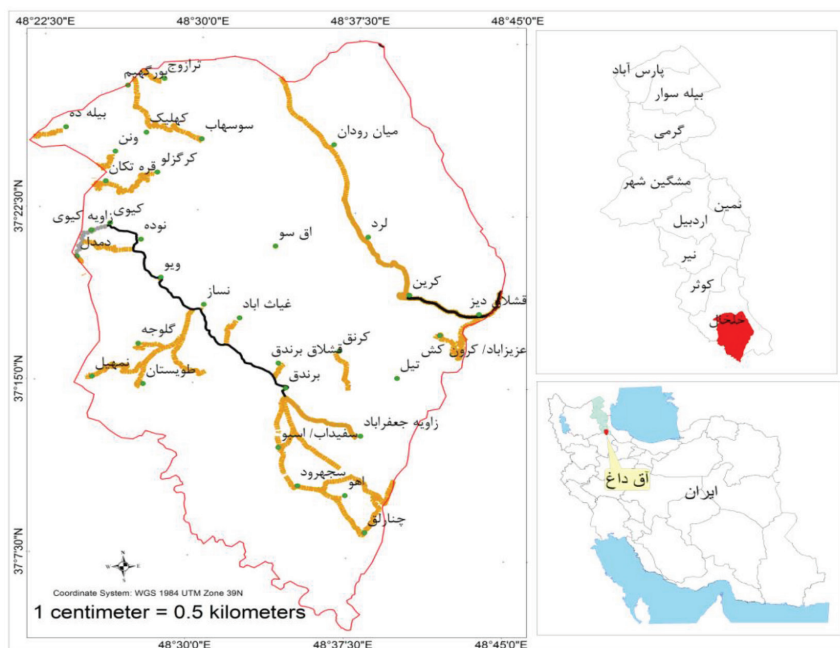 48°22'30"E
48°30'0"E
48°37'30"E
48°45'0"E
37°22'30"N
37°15'0"N
37°7'30"N
ترازوج
پورگهیم
بیله ده
کهلیک
سوسهاب
ونن
کرگزلو
قره تکان
میان رودان
کیوی
زاویه کیوی
نوده
دمدل
لرد
اق سو
ویو
کرین
نساز
غیاث اباد
قشلاق دیز
گلوجه
کرنق
عزیزاباد/ کرون کش
نمهیل
طویستان
قشلاق برندق
تیل
برندق
زاویه جعفراباد
سفیداب/ اسبو
سجهرود
اهو
چنارلق
Coordinate System: WGS 1984 UTM Zone 39N
1 centimeter = 0.5 kilometers
48°30'0"E
48°37'30"E
48°45'0"E
پارس آباد
بیله سوار
گرمی
مشگین شهر
نمین
اردبیل
نیر
کوثر
خلخال
ایران
آق داغ